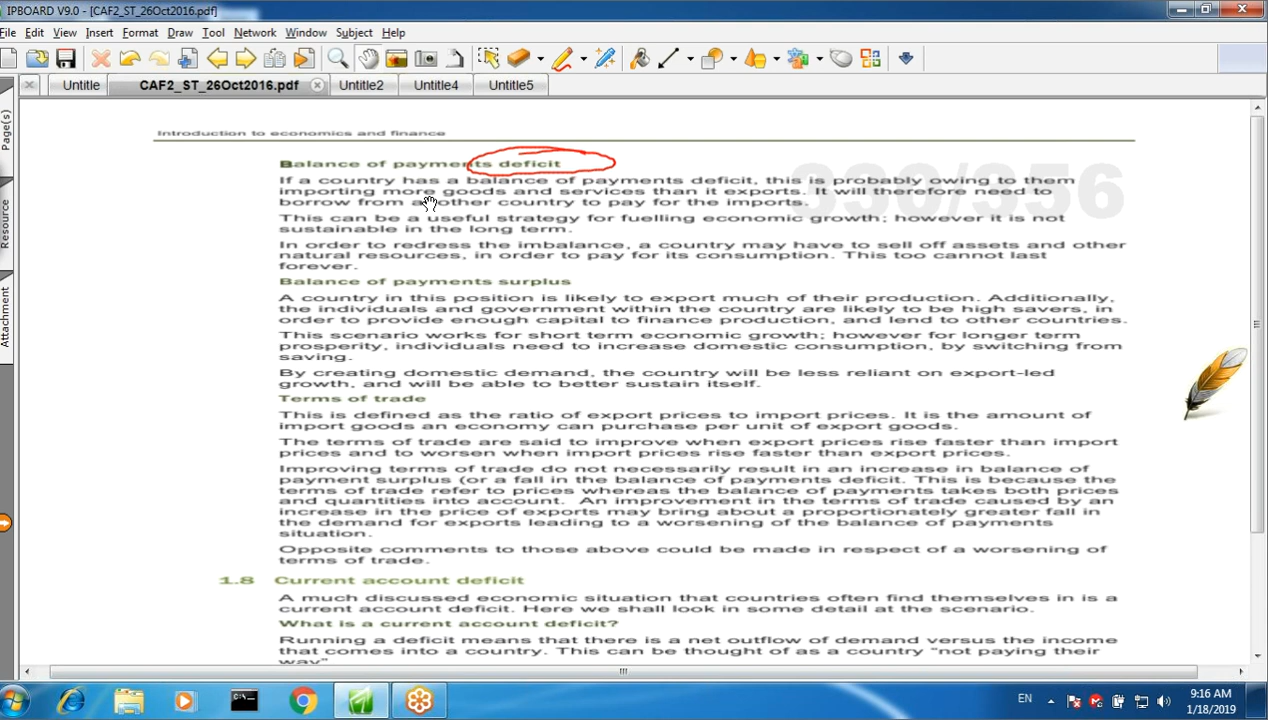 IPBOARD V9.0 - [CAF2_ST_26Oct2016.pdf]
File Edit View Insert Format Draw Tool Network Window Subject Help
Untitle CAF2_ST_26Oct2016.pdf Untitle2 Untitle4 Untitle5
Page(s)
Resource
Attachment
Introduction to economics and finance
330/356
Balance of payments deficit
If a country has a balance of payments deficit, this is probably owing to them
importing more goods and services than it exports. It will therefore need to
borrow from another country to pay for the imports.
This can be a useful strategy for fuelling economic growth; however it is not
sustainable in the long term.
In order to redress the imbalance, a country may have to sell off assets and other
natural resources, in order to pay for its consumption. This too cannot last
forever.
Balance of payments surplus
A country in this position is likely to export much of their production. Additionally,
the individuals and government within the country are likely to be high savers, in
order to provide enough capital to finance production, and lend to other countries.
This scenario works for short term economic growth; however for longer term
prosperity, individuals need to increase domestic consumption, by switching from
saving.
By creating domestic demand, the country will be less reliant on export-led
growth, and will be able to better sustain itself.
Terms of trade
This is defined as the ratio of export prices to import prices. It is the amount of
import goods an economy can purchase per unit of export goods.
The terms of trade are said to improve when export prices rise faster than import
prices and to worsen when import prices rise faster than export prices.
Improving terms of trade do not necessarily result in an increase in balance of
payment surplus (or a fall in the balance of payments deficit. This is because the
terms of trade refer to prices whereas the balance of payments takes both prices
and quantities into account. An improvement in the terms of trade caused by an
increase in the price of exports may bring about a proportionately greater fall in
the demand for exports leading to a worsening of the balance of payments
situation.
Opposite comments to those above could be made in respect of a worsening of
terms of trade.
1.8 Current account deficit
A much discussed economic situation that countries often find themselves in is a
current account deficit. Here we shall look in some detail at the scenario.
What is a current account deficit?
Running a deficit means that there is a net outflow of demand versus the income
that comes into a country. This can be thought of as a country "not paying their
way"
EN
9:16 AM
1/18/2019